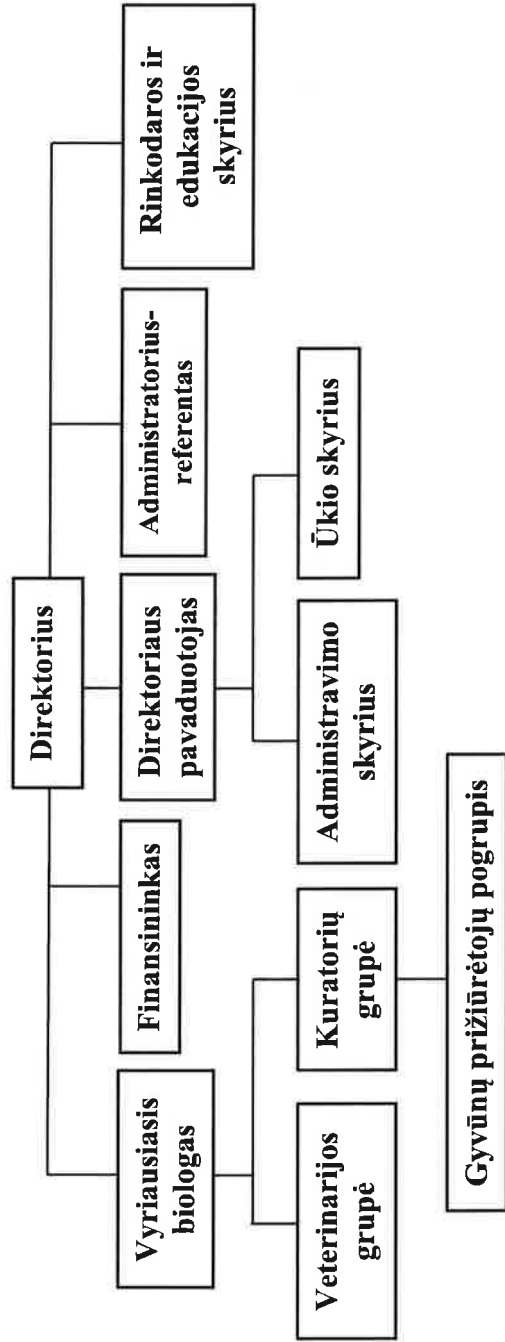 Direktorius
Vyriausiasis
biologas
Finansininkas
Direktoriaus
pavaduotojas
Administratorius-
referentas
Rinkodaros ir
edukacijos
skyrius
Veterinarijos
grupė
Kuratorių
grupė
Administravimo
skyrius
Ūkio skyrius
Gyvūnų prižiūrėtojų pogrupis